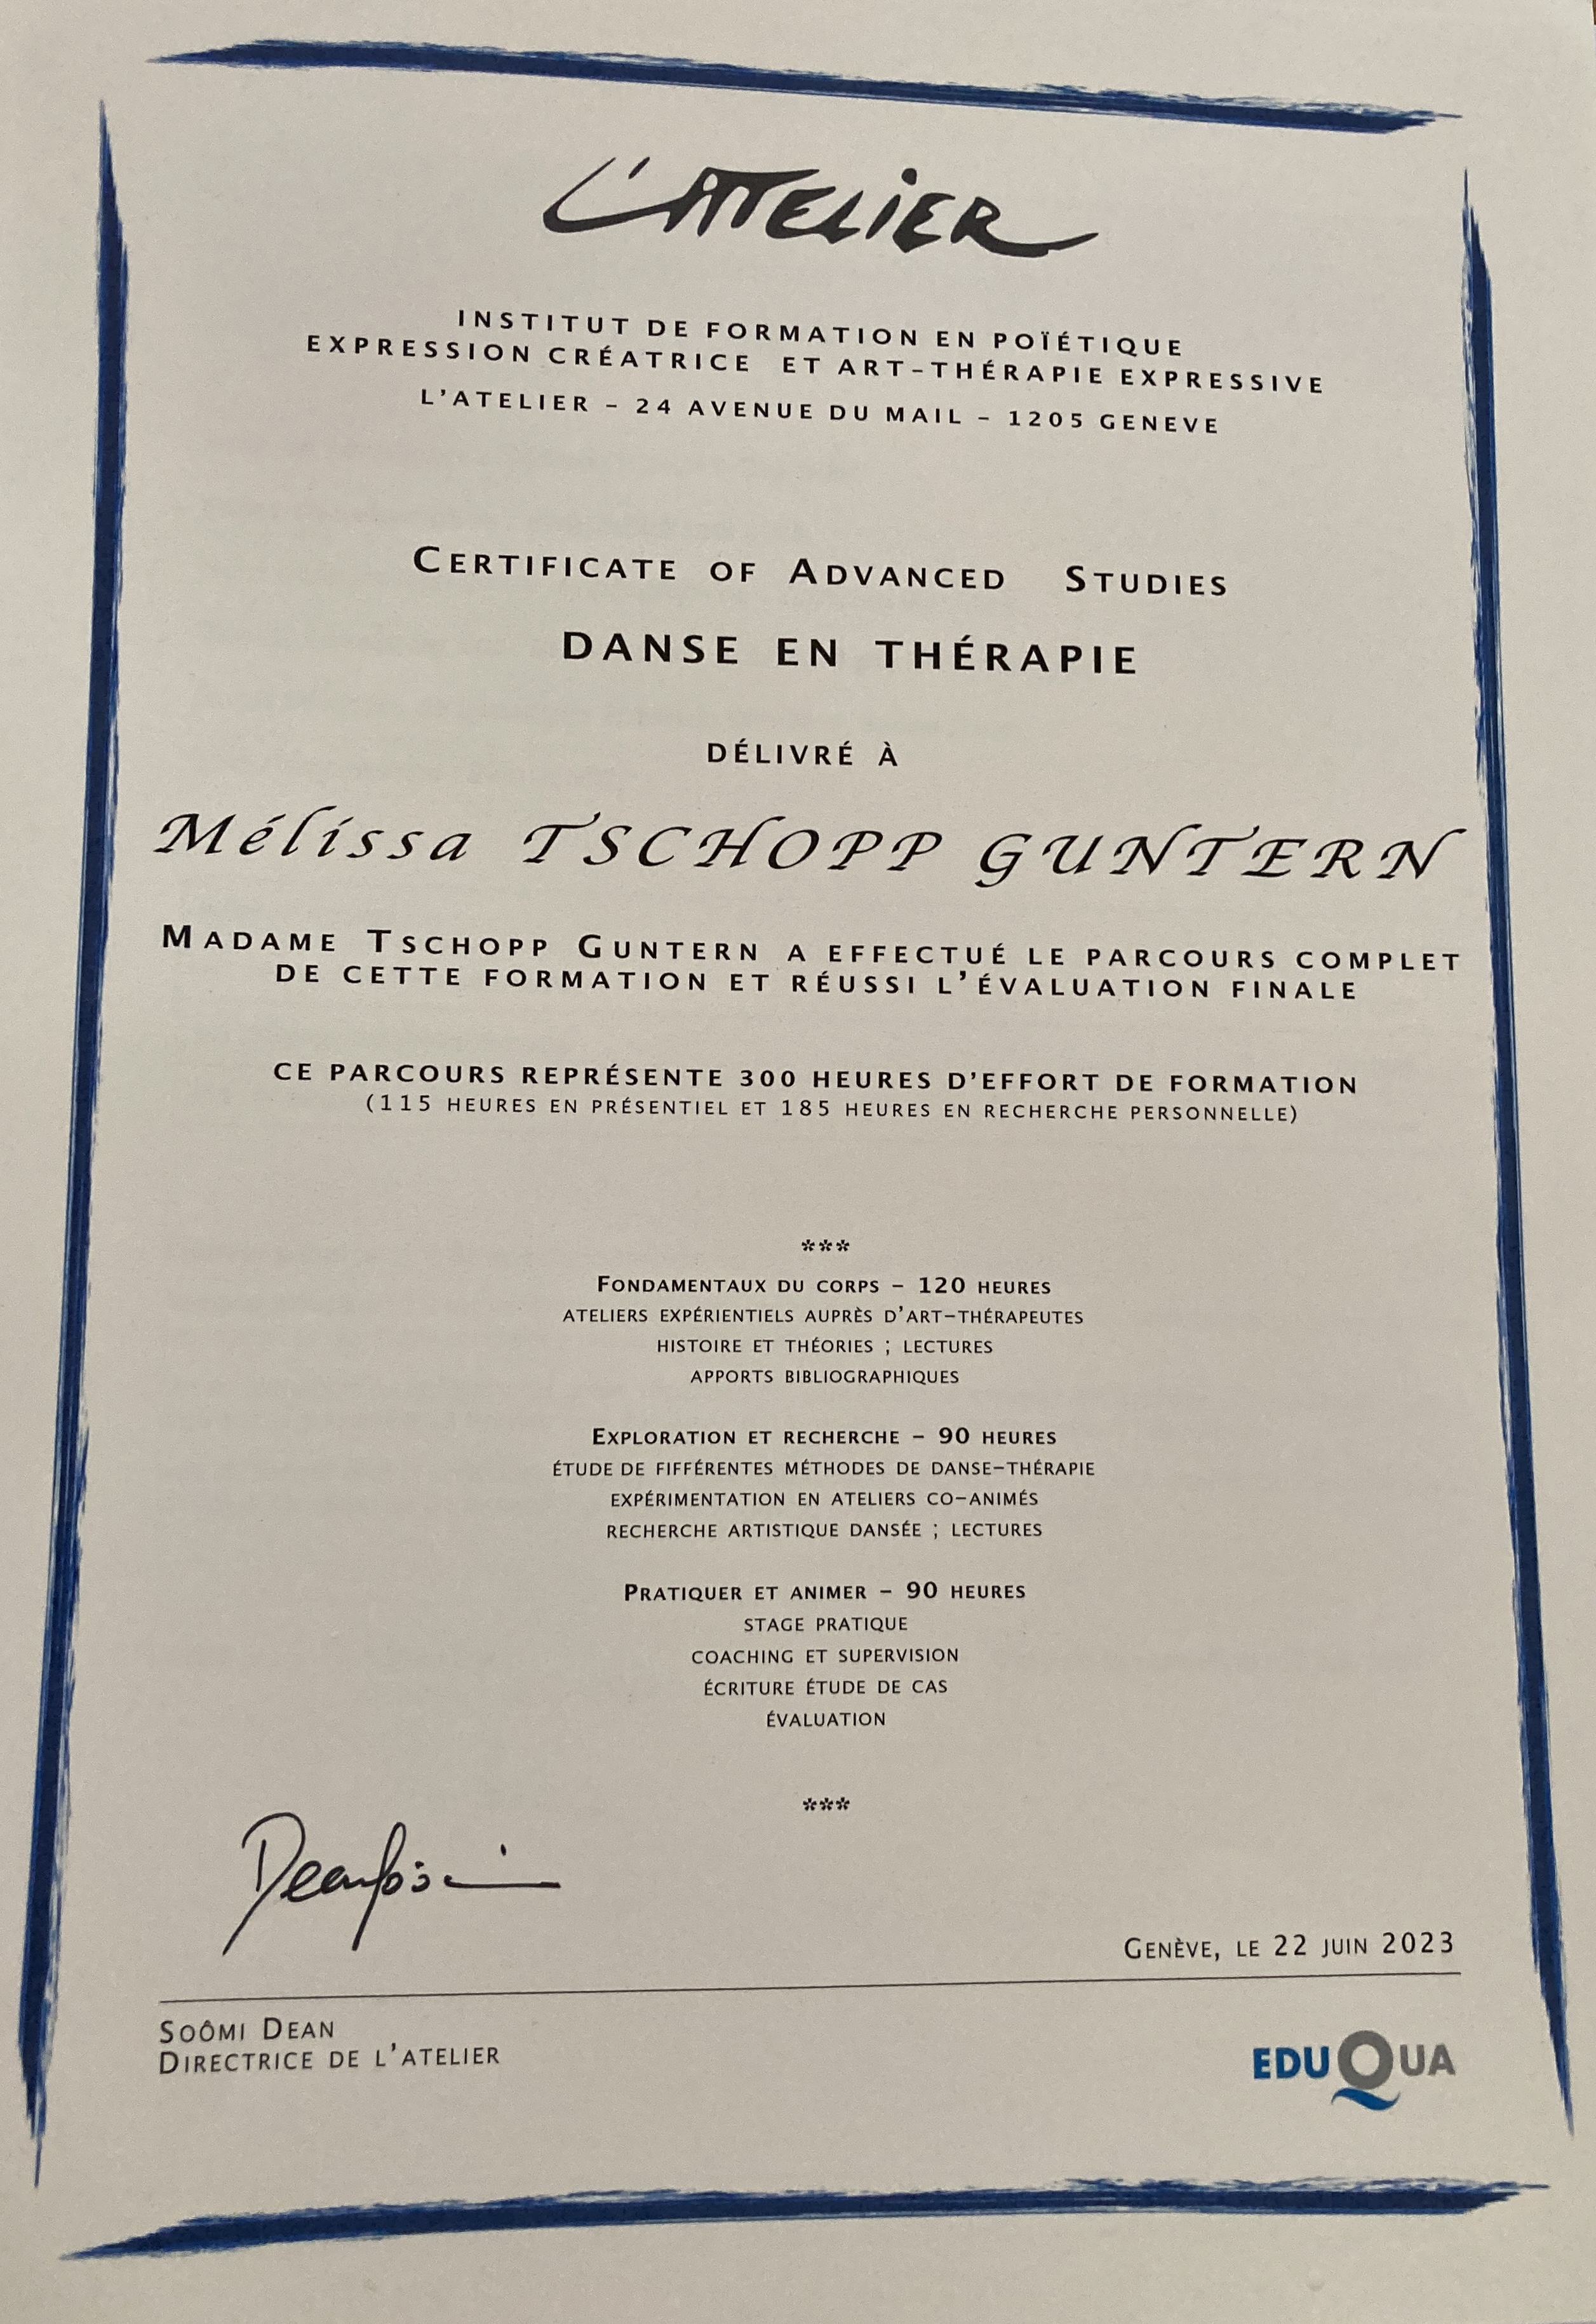 L'ATELIER
INSTITUT DE FORMATION EN POÏÉTIQUE
EXPRESSION CRÉATRICE ET ART-THÉRAPIE EXPRESSIVE
L'ATELIER – 24 AVENUE DU MAIL – 1205 GENEVE
CERTIFICATE OF ADVANCED STUDIES
DANSE EN THÉRAPIE
DÉLIVRÉ À
Mélissa TSCHOPP GUNTERN
MADAME TSCHOPP GUNTERN A EFFECTUÉ LE PARCOURS COMPLET
DE CETTE FORMATION ET RÉUSSI L'ÉVALUATION FINALE
CE PARCOURS REPRÉSENTE 300 HEURES D'EFFORT DE FORMATION
(115 HEURES EN PRÉSENTIEL ET 185 HEURES EN RECHERCHE PERSONNELLE)
***
FONDAMENTAUX DU CORPS – 120 HEURES
ATELIERS EXPÉRIENTIELS AUPRÈS D'ART-THÉRAPEUTES
HISTOIRE ET THÉORIES ; LECTURES
APPORTS BIBLIOGRAPHIQUES
EXPLORATION ET RECHERCHE – 90 HEURES
ÉTUDE DE FIFFÉRENTES MÉTHODES DE DANSE-THÉRAPIE
EXPÉRIMENTATION EN ATELIERS CO-ANIMÉS
RECHERCHE ARTISTIQUE DANSÉE ; LECTURES
PRATIQUER ET ANIMER – 90 HEURES
STAGE PRATIQUE
COACHING ET SUPERVISION
ÉCRITURE ÉTUDE DE CAS
ÉVALUATION
***
GENÈVE, LE 22 JUIN 2023
SOÔMI DEAN
DIRECTRICE DE L'ATELIER
EDUQUA